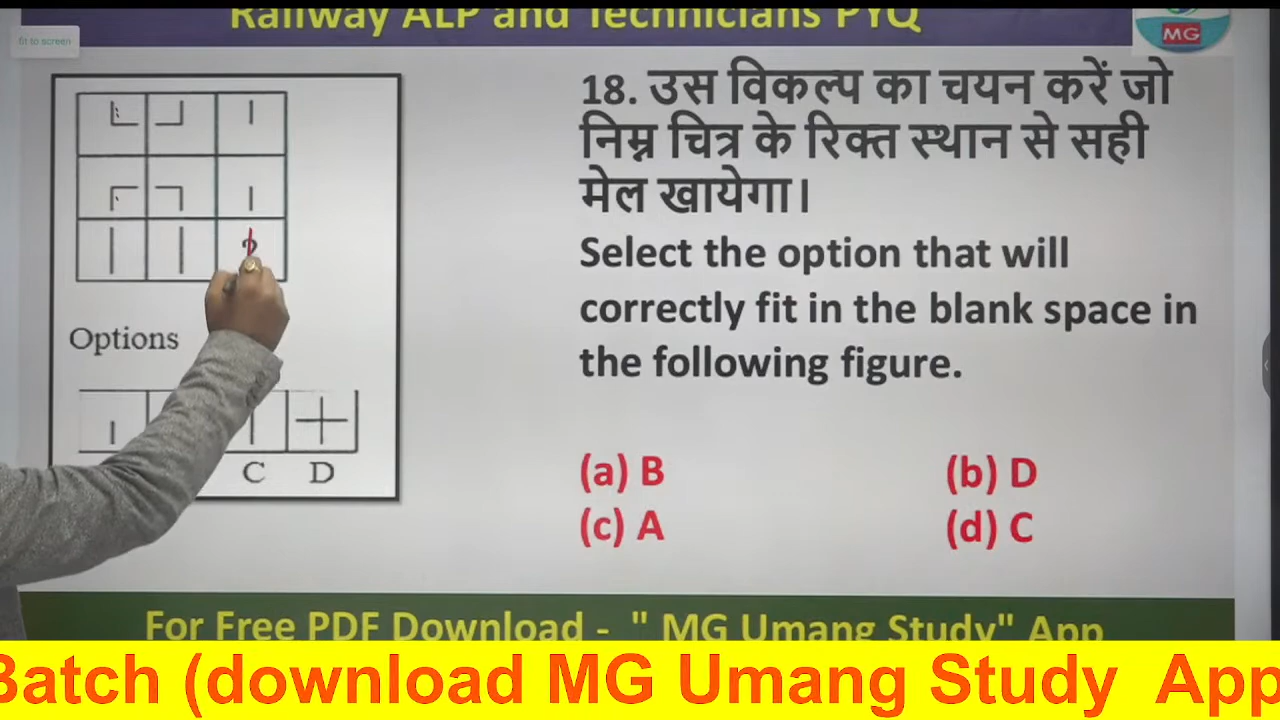 Railway ALP and Technicians PYQ
fit to screen
MG
18. उस विकल्प का चयन करें जो
निम्न चित्र के रिक्त स्थान से सही
मेल खायेगा।
Select the option that will
correctly fit in the blank space in
the following figure.
?
Options
C D
(a) B
(b) D
(c) A
(d) C
For Free PDF Download - " MG Umang Study" App
Batch (download MG Umang Study App